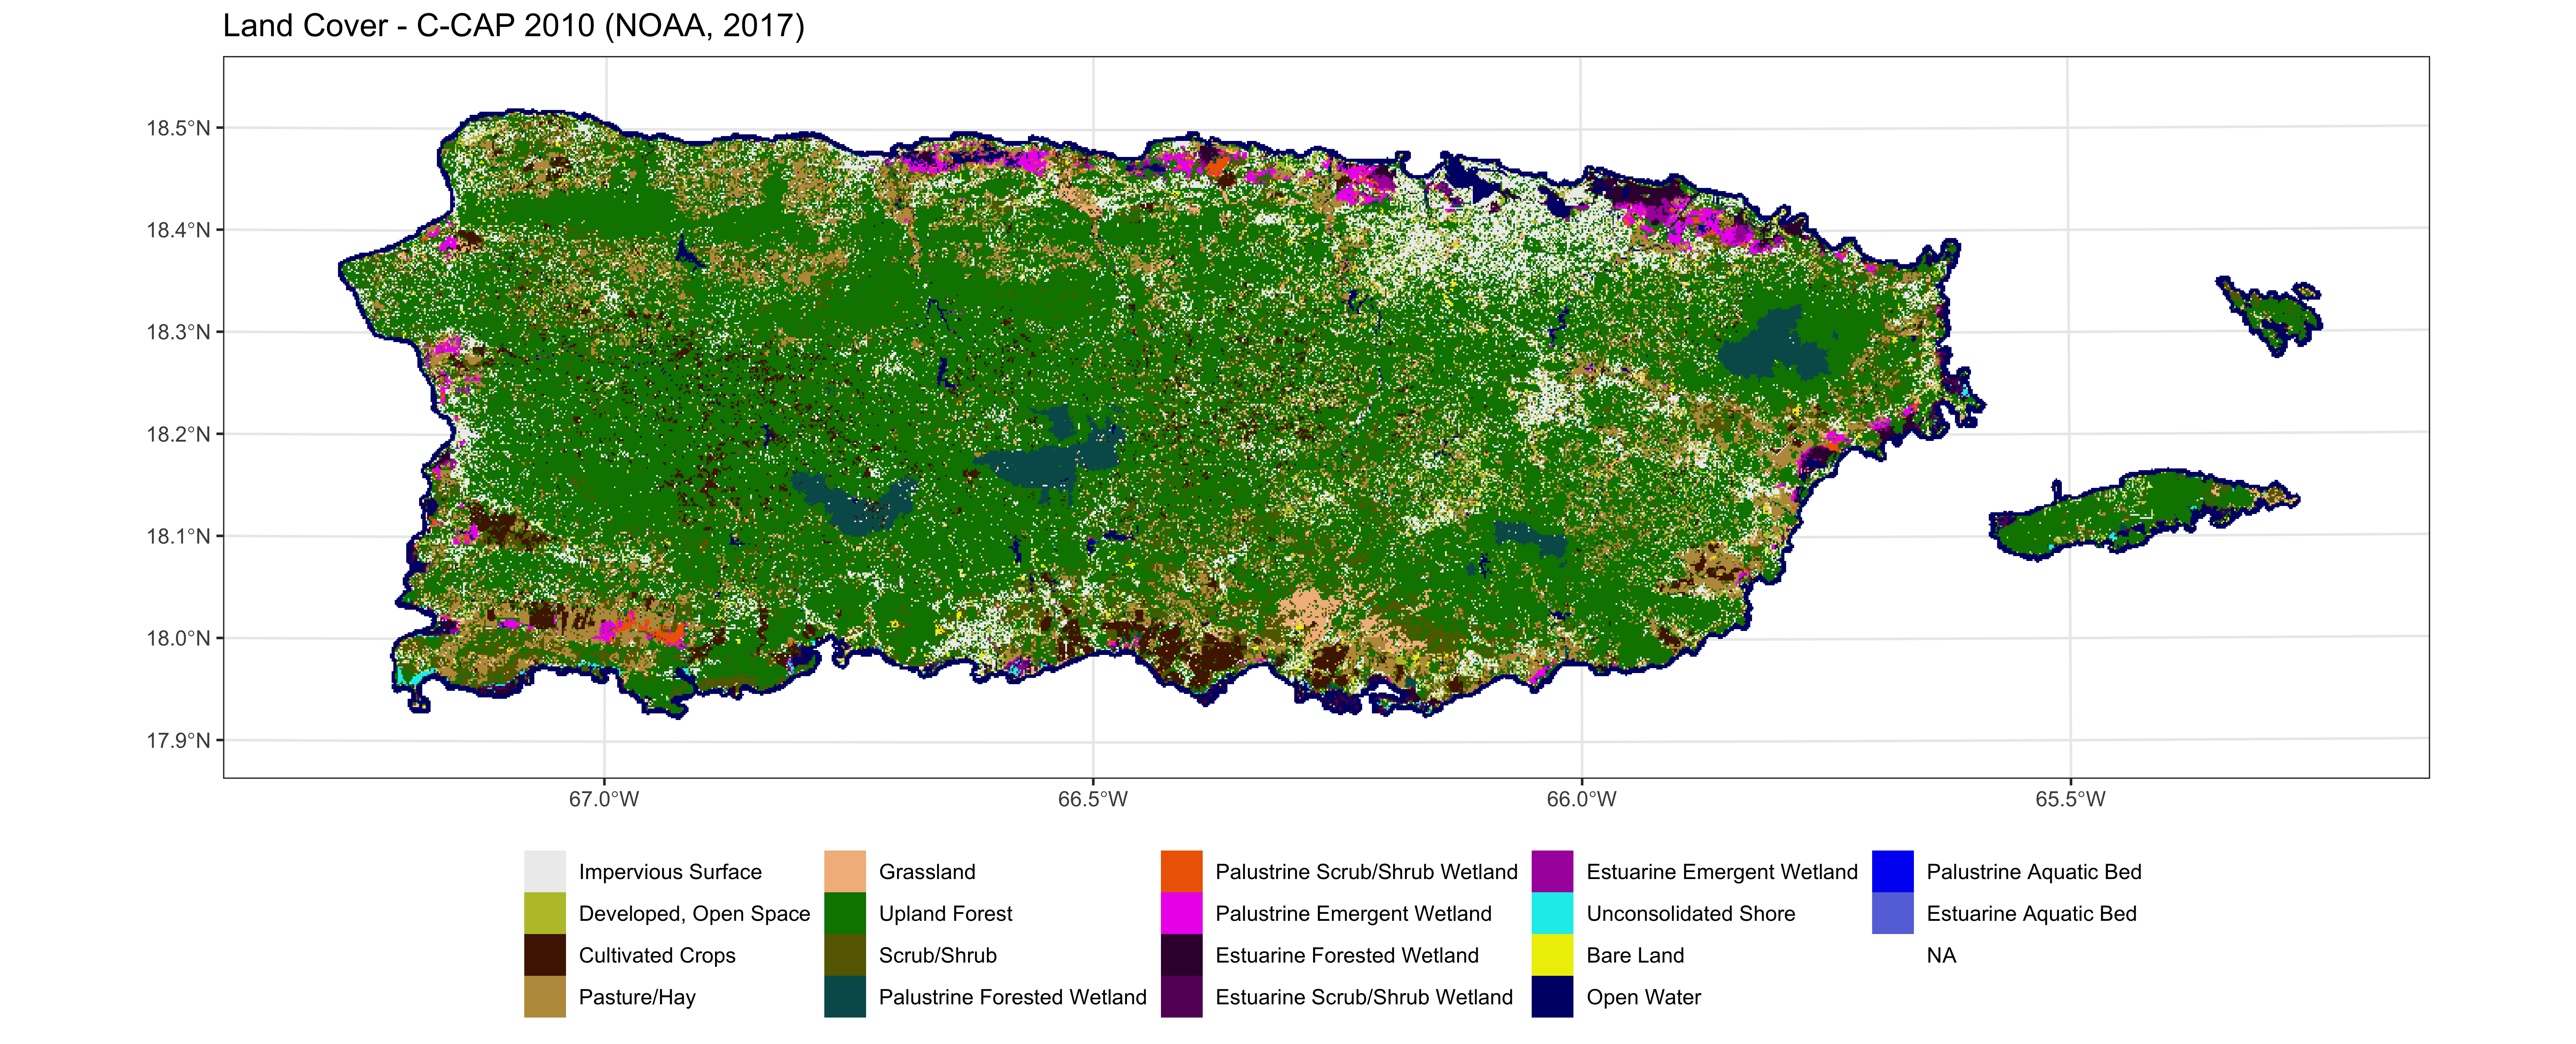 Land Cover - C-CAP 2010 (NOAA, 2017)
18.5°N
18.4°N
18.3°N
18.2°N
18.1°N
18.0°N
17.9°N
67.0°W 66.5°W 66.0°W 65.5°W
Impervious Surface Grassland Palustrine Scrub/Shrub Wetland Estuarine Emergent Wetland Palustrine Aquatic Bed
Developed, Open Space Upland Forest Palustrine Emergent Wetland Unconsolidated Shore Estuarine Aquatic Bed
Cultivated Crops Scrub/Shrub Estuarine Forested Wetland Bare Land NA
Pasture/Hay Palustrine Forested Wetland Estuarine Scrub/Shrub Wetland Open Water